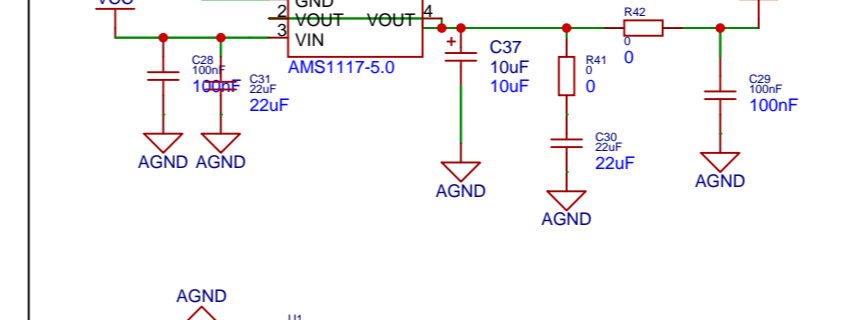 VCC
GND
2
VOUT VOUT
4
3
VIN
AMS1117-5.0
C28
100nF
100nF
C31
22uF
22uF
C37
10uF
10uF
R41
0
0
R42
0
0
C30
22uF
22uF
C29
100nF
100nF
AGND
AGND
AGND
AGND
AGND
AGND
U1